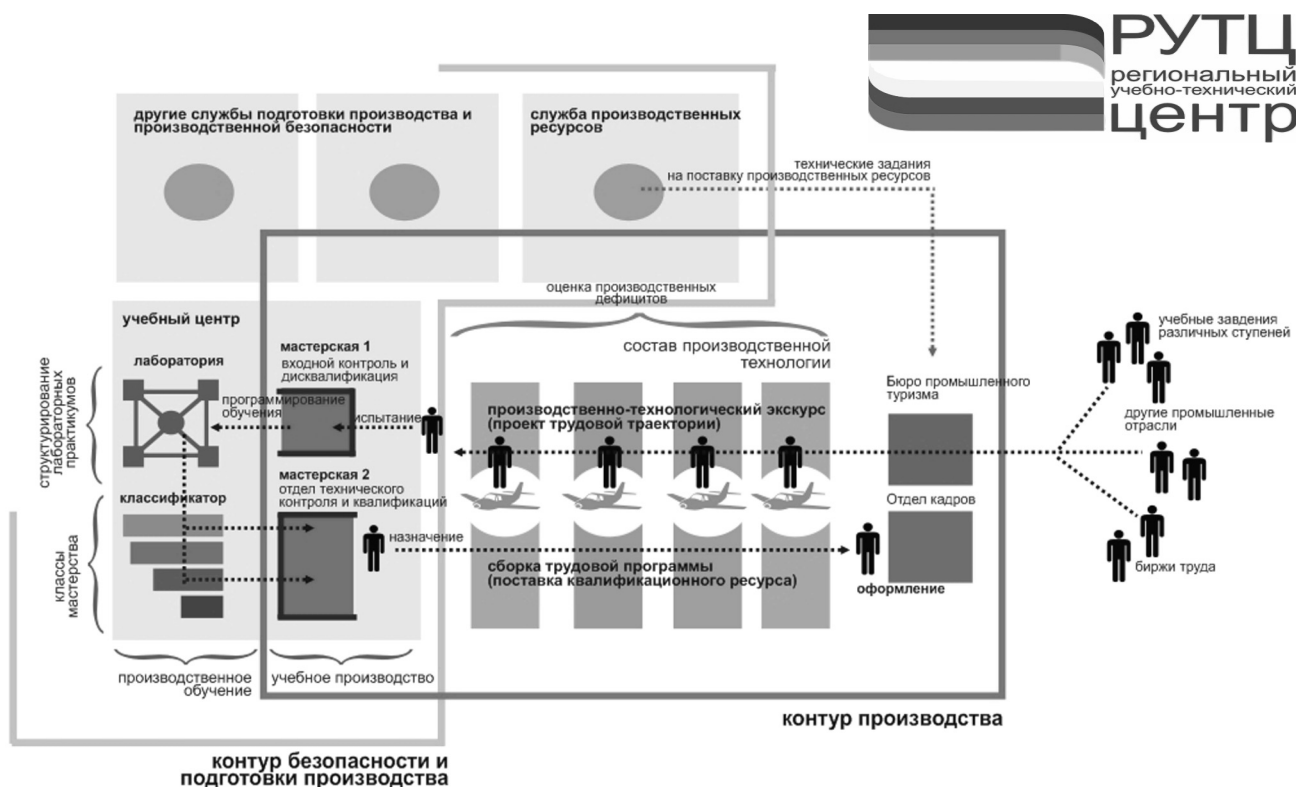 РУТЦ
региональный
учебно-технический
центр
другие службы подготовки производства и
производственной безопасности
служба производственных
ресурсов
технические задания
на поставку производственных ресурсов
оценка производственных
дефицитов
учебный центр
лаборатория
мастерская 1
входной контроль и
дисквалификация
состав производственной
технологии
учебные завдения
различных ступеней
структурирование
лабораторных
практикумов
программирование
обучения
испытание
производственно-технологический экскурс
(проект трудовой траектории)
Бюро промышленного
туризма
другие промышленные
отрасли
классификатор
мастерская 2
отдел технического
контроля и квалификаций
Отдел кадров
классы
мастерства
назначение
сборка трудовой программы
(поставка квалификационного ресурса)
оформление
биржи труда
производственное
обучение
учебное производство
контур производства
контур безопасности и
подготовки производства